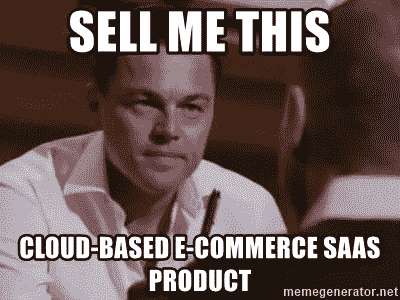 SELL ME THIS
CLOUD-BASED E-COMMERCE SAAS
PRODUCT
memegenerator.net